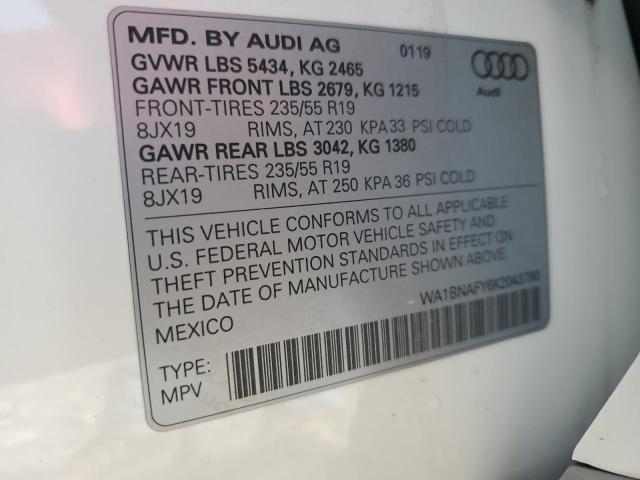 MFD. BY AUDI AG 0119
GVWR LBS 5434, KG 2465
GAWR FRONT LBS 2679, KG 1215
Audi
FRONT-TIRES 235/55 R19
8JX19 RIMS, AT 230 KPA 33 PSI COLD
GAWR REAR LBS 3042, KG 1380
REAR-TIRES 235/55 R19
8JX19 RIMS, AT 250 KPA 36 PSI COLD
THIS VEHICLE CONFORMS TO ALL APPLICABLE
U.S. FEDERAL MOTOR VEHICLE SAFETY AND
THEFT PREVENTION STANDARDS IN EFFECT ON
THE DATE OF MANUFACTURE SHOWN ABOVE.
MEXICO WA1BNAFY6K2043790
TYPE:
MPV